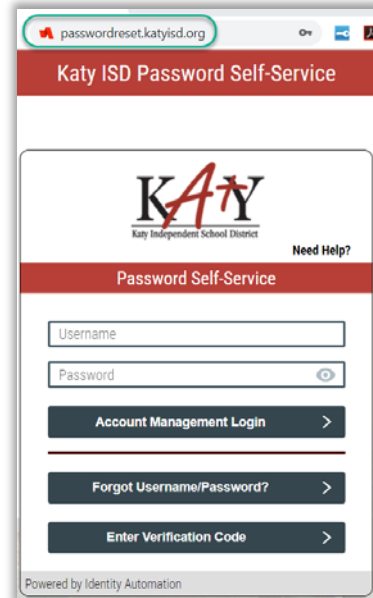 passwordreset.katyisd.org
Katy ISD Password Self-Service
KATY
Katy Independent School District
Need Help?
Password Self-Service
Username
Password
Account Management Login
Forgot Username/Password?
Enter Verification Code
Powered by Identity Automation